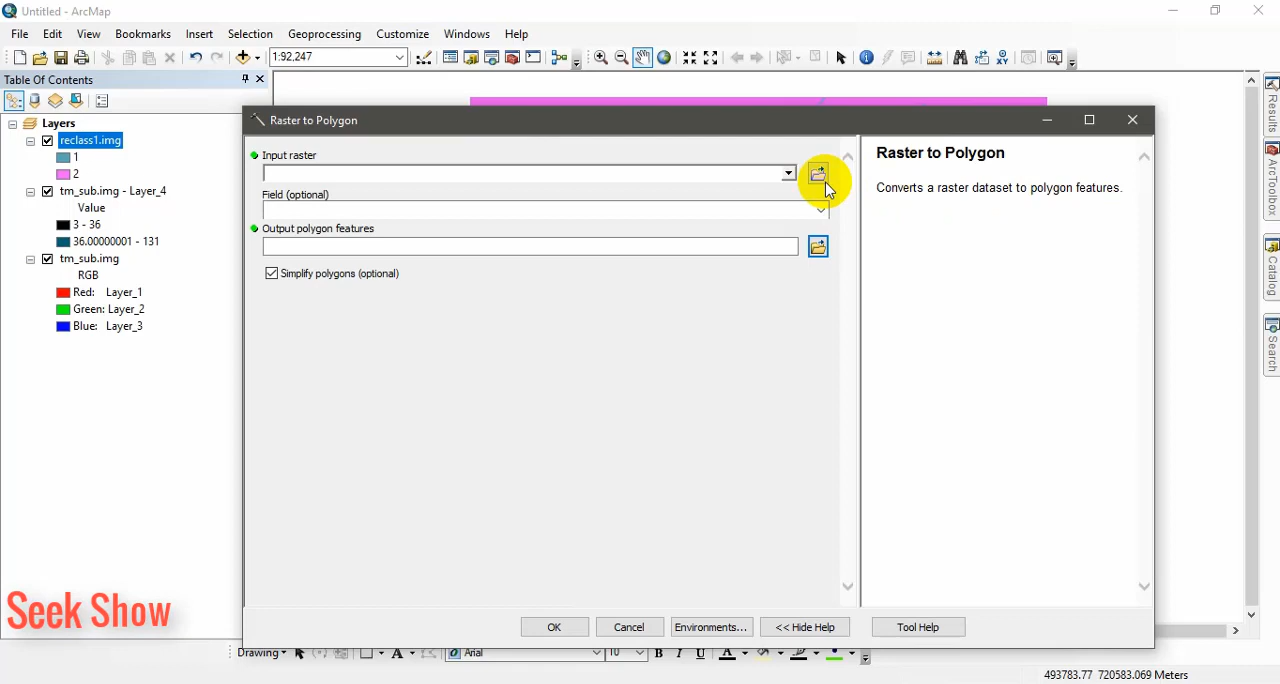 Untitled - ArcMap
File Edit View Bookmarks Insert Selection Geoprocessing Customize Windows Help
1:92,247
Table Of Contents
Layers
reclass1.img
1
2
tm_sub.img - Layer_4
Value
3 - 36
36.00000001 - 131
tm_sub.img
RGB
Red: Layer_1
Green: Layer_2
Blue: Layer_3
Raster to Polygon
Input raster
Field (optional)
Output polygon features
Simplify polygons (optional)
OK Cancel Environments... << Hide Help Tool Help
Raster to Polygon
Converts a raster dataset to polygon features.
Results
ArcToolbox
Catalog
Search
Seek Show
Drawing A Arial 10 B I U A
493783.77 720583.069 Meters